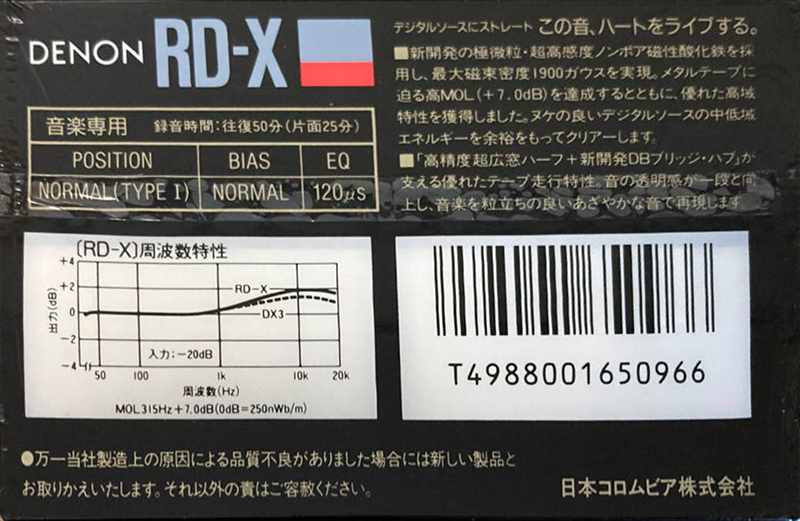 DENON RD-X
音楽専用 録音時間:往復50分(片面25分)
POSITION BIAS EQ
NORMAL(TYPE I) NORMAL 120μs
デジタルソースにストレート この音、ハートをライブする。
■新開発の極微粒・超高感度ノンポア磁性酸化鉄を採
用し、最大磁束密度1900ガウスを実現。メタルテープに
迫る高MOL(+7.0dB)を達成するとともに、優れた高域
特性を獲得しました。ヌケの良いデジタルソースの中低域
エネルギーを余裕をもってクリアーします。
■「高精度超広窓ハーフ+新開発DBブリッジ・ハブ」が
支える優れたテープ走行特性。音の透明感が一段と向
上し、音楽を粒立ちの良いあざやかな音で再現します
〔RD-X〕周波数特性
+4
+2
0
-2
-4
出力(dB)
RD-X
DX3
入力:-20dB
50 100 1k 10k 20k
周波数(Hz)
MOL315Hz+7.0dB(0dB=250nWb/m)
T4988001650966
●万一当社製造上の原因による品質不良がありました場合には新しい製品と
お取りかえいたします。それ以外の責はご容赦ください。
日本コロムビア株式会社